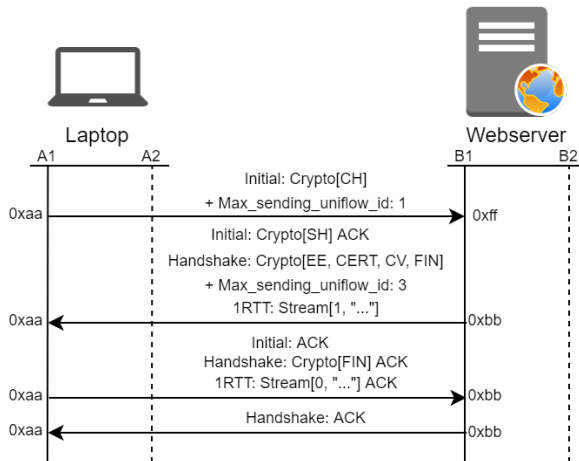 Laptop
Webserver
A1
A2
B1
B2
Initial: Crypto[CH]
+ Max_sending_uniflow_id: 1
0xaa
0xff
Initial: Crypto[SH] ACK
Handshake: Crypto[EE, CERT, CV, FIN]
+ Max_sending_uniflow_id: 3
1RTT: Stream[1, "..."]
0xaa
0xbb
Initial: ACK
Handshake: Crypto[FIN] ACK
1RTT: Stream[0, "..."] ACK
0xaa
0xbb
Handshake: ACK
0xaa
0xbb